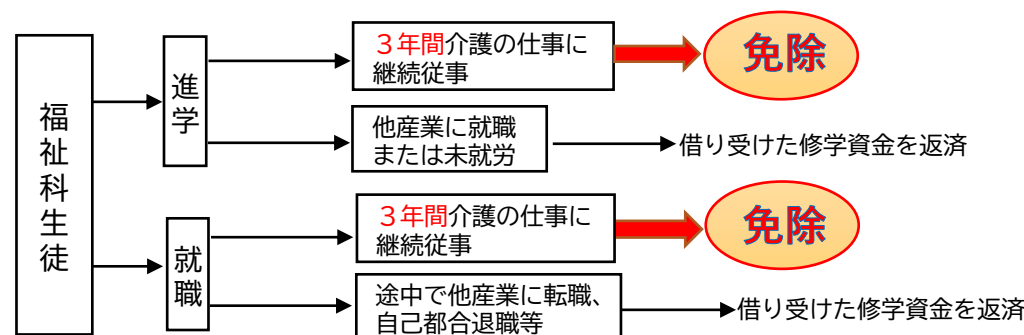 福祉科生徒
進学
３年間介護の仕事に
継続従事
免除
他産業に就職
または未就労
借り受けた修学資金を返済
就職
３年間介護の仕事に
継続従事
免除
途中で他産業に転職、
自己都合退職等
借り受けた修学資金を返済